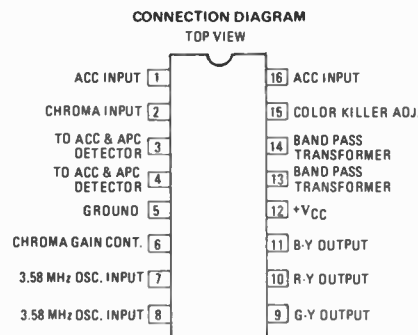 CONNECTION DIAGRAM
TOP VIEW
ACC INPUT 1
CHROMA INPUT 2
TO ACC & APC
DETECTOR 3
TO ACC & APC
DETECTOR 4
GROUND 5
CHROMA GAIN CONT. 6
3.58 MHz OSC. INPUT 7
3.58 MHz OSC. INPUT 8
16 ACC INPUT
15 COLOR KILLER ADJ.
14 BAND PASS
TRANSFORMER
13 BAND PASS
TRANSFORMER
12 +VCC
11 B-Y OUTPUT
10 R-Y OUTPUT
9 G-Y OUTPUT